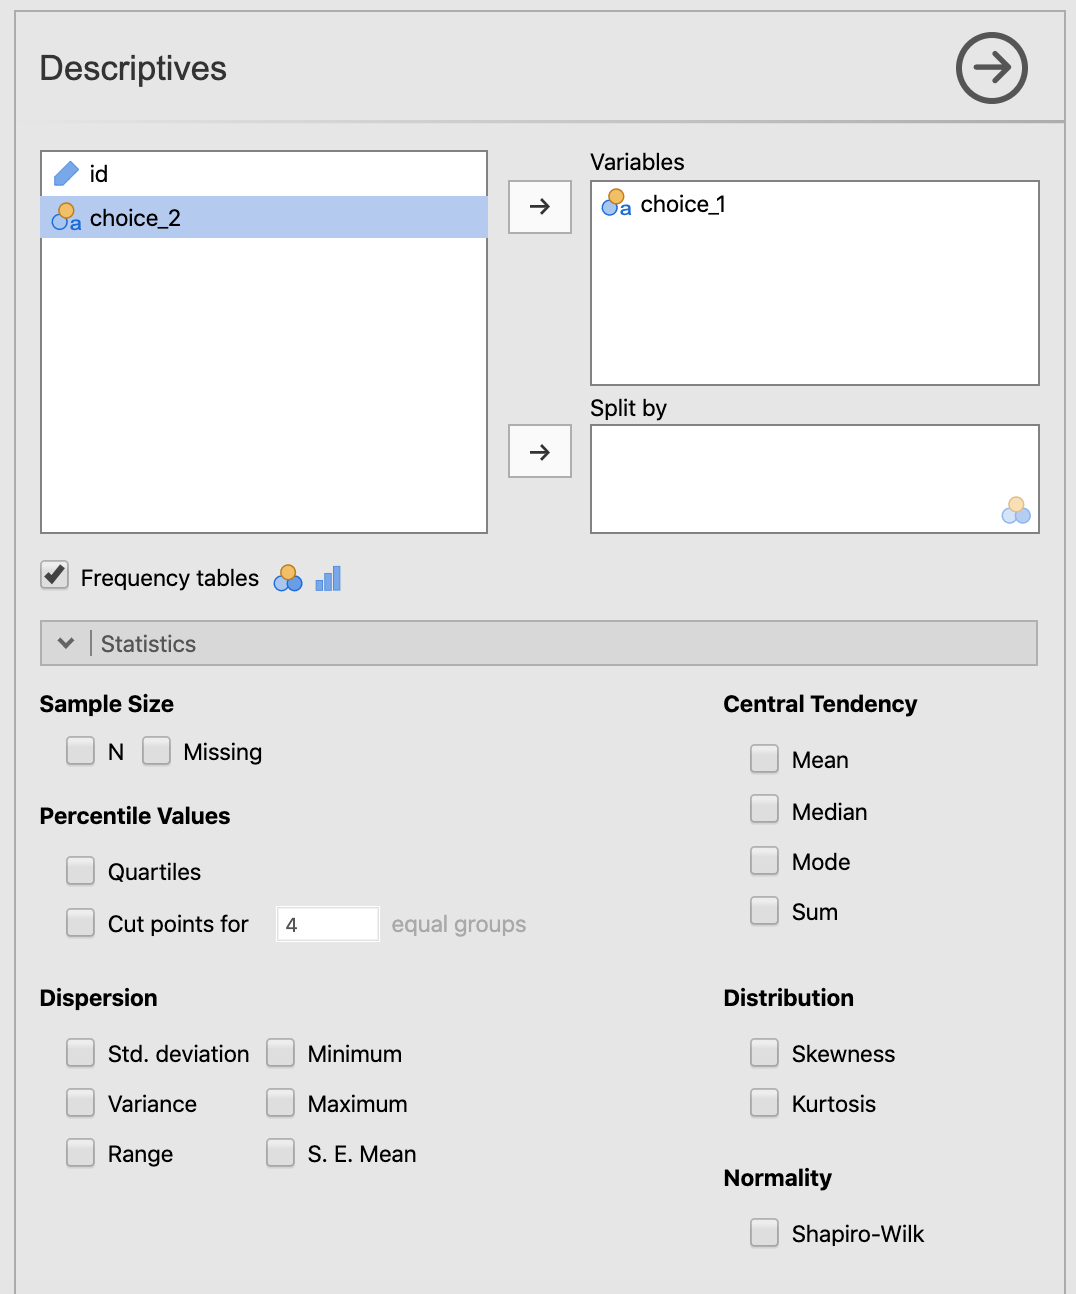 Descriptives
id
a choice_2
Variables
a choice_1
Split by
Frequency tables
Statistics
Sample Size
N Missing
Percentile Values
Quartiles
Cut points for 4 equal groups
Dispersion
Std. deviation Minimum
Variance Maximum
Range S. E. Mean
Central Tendency
Mean
Median
Mode
Sum
Distribution
Skewness
Kurtosis
Normality
Shapiro-Wilk